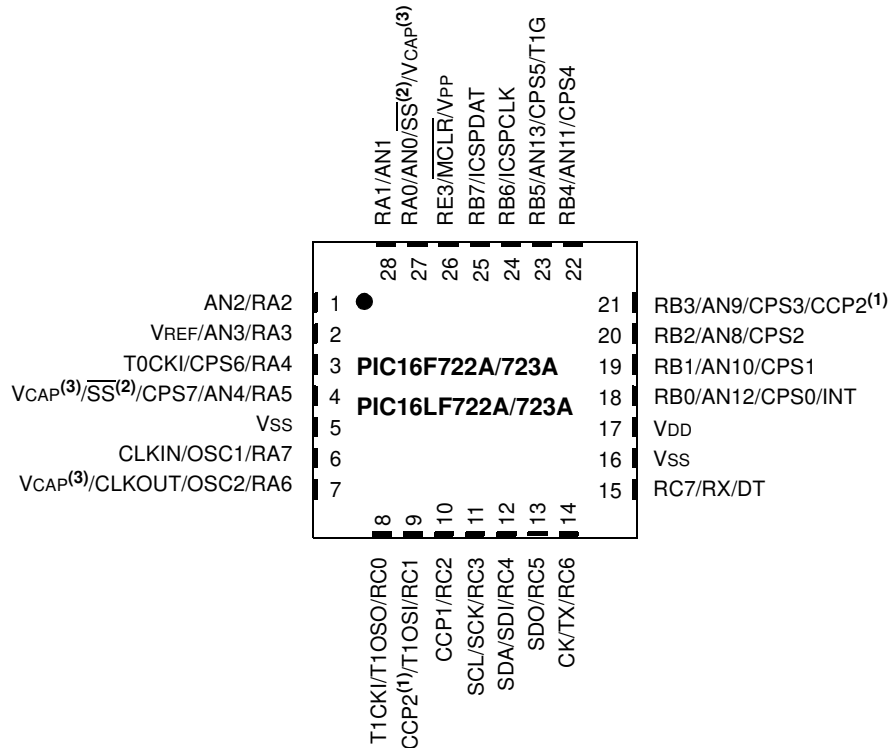 RA1/AN1
RA0/AN0/SS(2)/VCAP(3)
RE3/MCLR/VPP
RB7/ICSPDAT
RB6/ICSPCLK
RB5/AN13/CPS5/T1G
RB4/AN11/CPS4
28 27 26 25 24 23 22
AN2/RA2 1
VREF/AN3/RA3 2
T0CKI/CPS6/RA4 3
VCAP(3)/SS(2)/CPS7/AN4/RA5 4
VSS 5
CLKIN/OSC1/RA7 6
VCAP(3)/CLKOUT/OSC2/RA6 7
PIC16F722A/723A
PIC16LF722A/723A
21 RB3/AN9/CPS3/CCP2(1)
20 RB2/AN8/CPS2
19 RB1/AN10/CPS1
18 RB0/AN12/CPS0/INT
17 VDD
16 VSS
15 RC7/RX/DT
8 9 10 11 12 13 14
T1CKI/T1OSO/RC0
CCP2(1)/T1OSI/RC1
CCP1/RC2
SCL/SCK/RC3
SDA/SDI/RC4
SDO/RC5
CK/TX/RC6